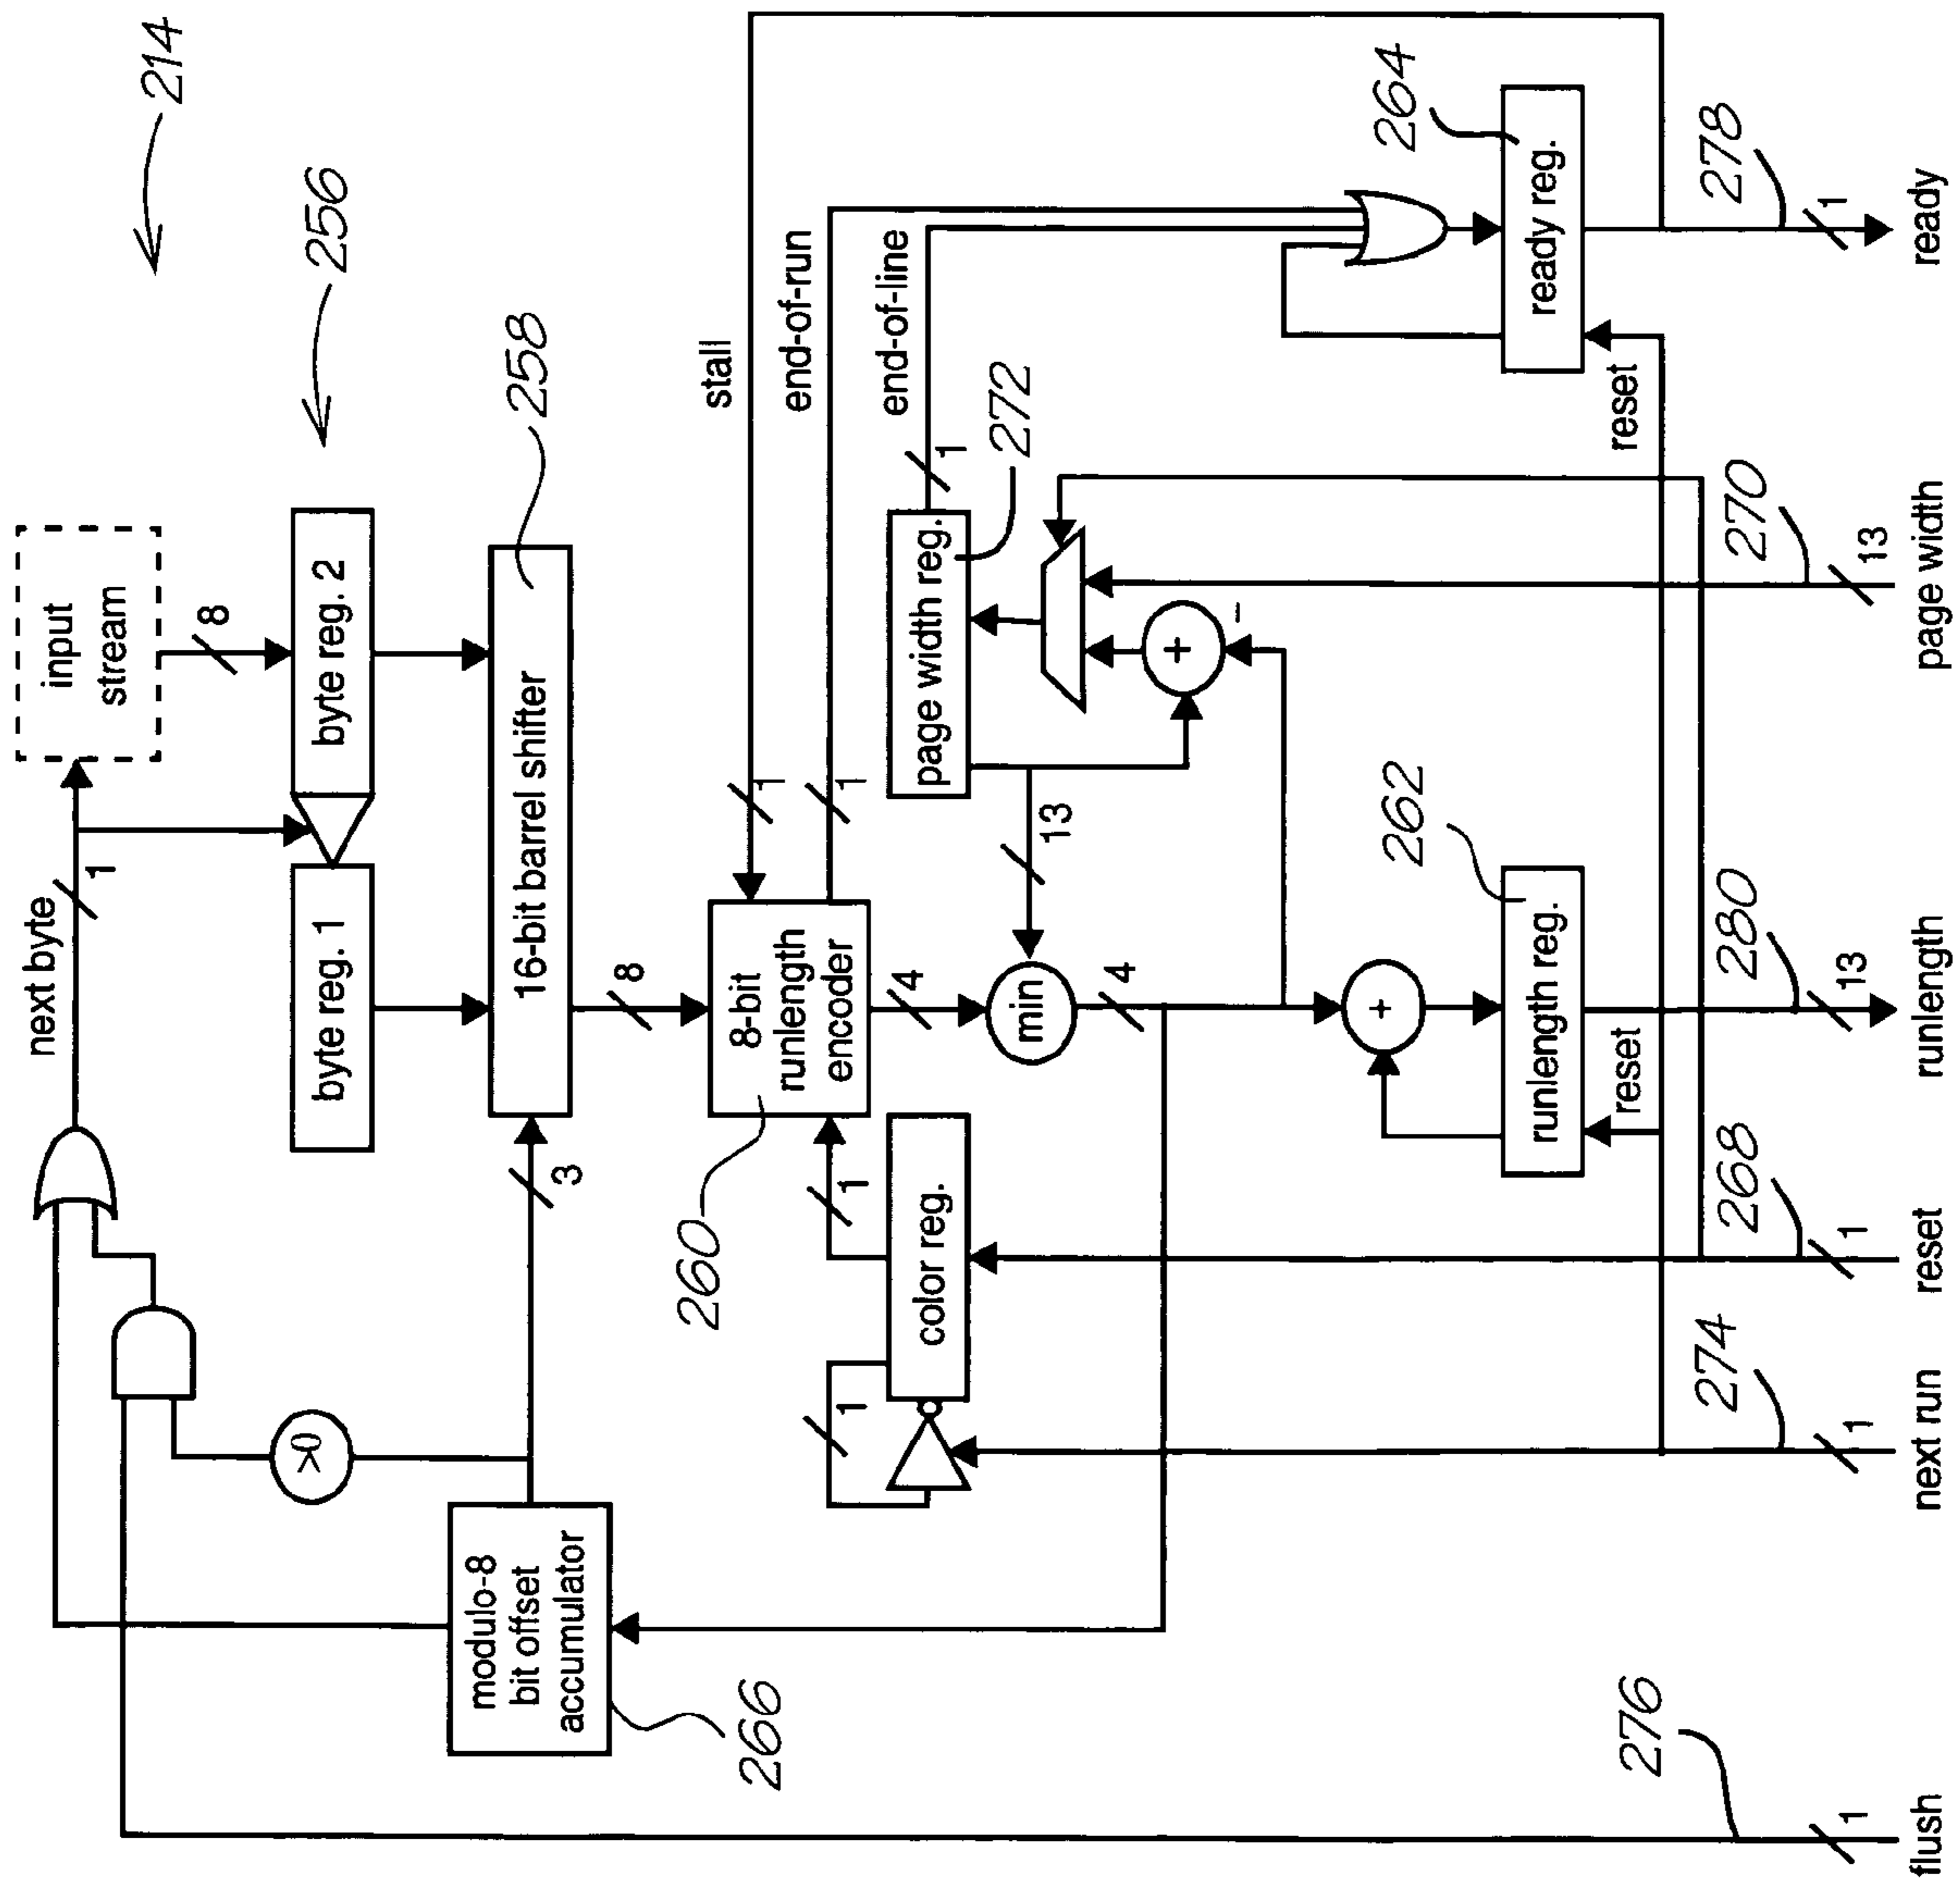 214
256
input
stream
next byte
1
8
byte reg. 1
byte reg. 2
258
16-bit barrel shifter
3
8
>0
modulo-8
bit offset
accumulator
266
stall
1
end-of-run
1
end-of-line
1
8-bit
runlength
encoder
260
4
1
color reg.
1
min
4
13
page width reg.
272
+
–
+
262
runlength reg.
reset
264
ready reg.
reset
276
1
flush
274
1
next run
268
1
reset
280
13
runlength
270
13
page width
278
1
ready